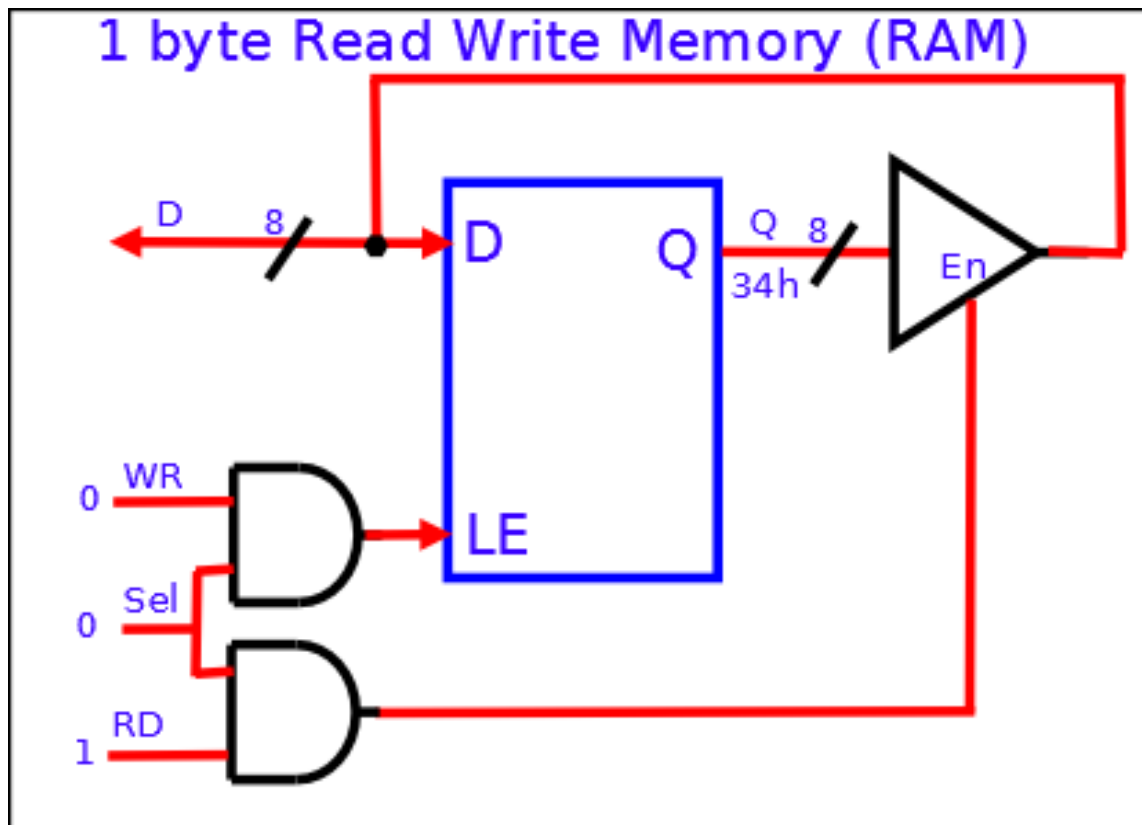 1 byte Read Write Memory (RAM)
D 8
D
Q
Q 8
34h
En
WR
0
LE
Sel
0
RD
1